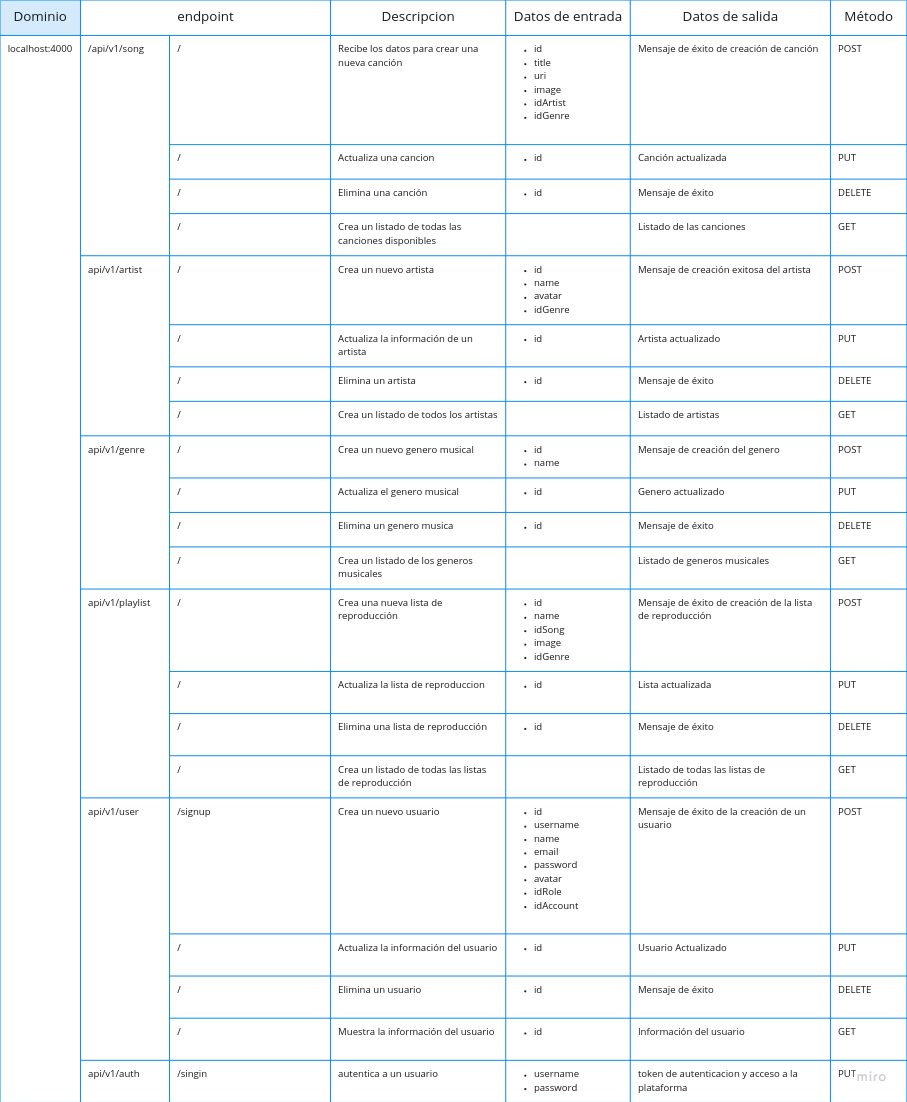 Dominio endpoint Descripcion Datos de entrada Datos de salida Método
localhost:4000 /api/v1/song / Recibe los datos para crear una • id Mensaje de éxito de creación de canción POST
nueva canción • title
• uri
• image
• idArtist
• idGenre
/ Actualiza una cancion • id Canción actualizada PUT
/ Elimina una canción • id Mensaje de éxito DELETE
/ Crea un listado de todas las Listado de las canciones GET
canciones disponibles
api/v1/artist / Crea un nuevo artista • id Mensaje de creación exitosa del artista POST
• name
• avatar
• idGenre
/ Actualiza la información de un • id Artista actualizado PUT
artista
/ Elimina un artista • id Mensaje de éxito DELETE
/ Crea un listado de todos los artistas Listado de artistas GET
api/v1/genre / Crea un nuevo genero musical • id Mensaje de creación del genero POST
• name
/ Actualiza el genero musical • id Genero actualizado PUT
/ Elimina un genero musica • id Mensaje de éxito DELETE
/ Crea un listado de los generos Listado de generos musicales GET
musicales
api/v1/playlist / Crea una nueva lista de • id Mensaje de éxito de creación de la lista POST
reproducción • name de reproducción
• idSong
• image
• idGenre
/ Actualiza la lista de reproduccion • id Lista actualizada PUT
/ Elimina una lista de reproducción • id Mensaje de éxito DELETE
/ Crea un listado de todas las listas Listado de todas las listas de GET
de reproducción reproducción
api/v1/user /signup Crea un nuevo usuario • id Mensaje de éxito de la creación de un POST
• username usuario
• name
• email
• password
• avatar
• idRole
• idAccount
/ Actualiza la información del usuario • id Usuario Actualizado PUT
/ Elimina un usuario • id Mensaje de éxito DELETE
/ Muestra la información del usuario • id Información del usuario GET
api/v1/auth /singin autentica a un usuario • username token de autenticacion y acceso a la PUT miro
• password plataforma